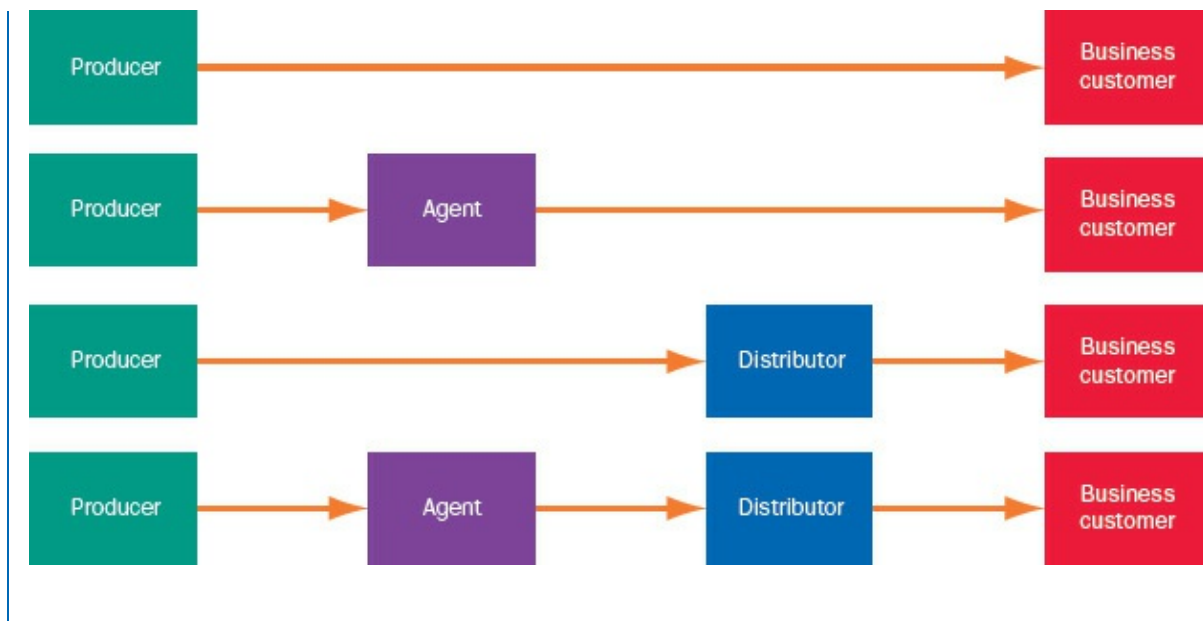 Producer
Business
customer
Producer
Agent
Business
customer
Producer
Distributor
Business
customer
Producer
Agent
Distributor
Business
customer